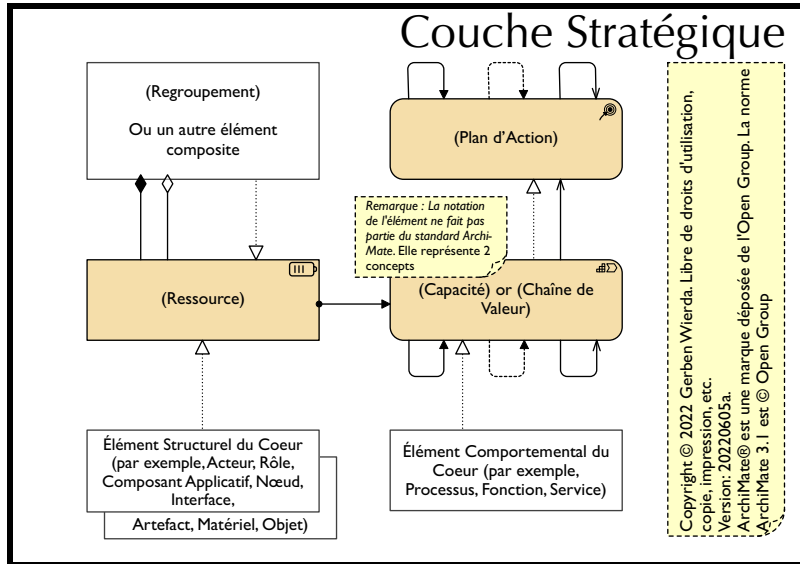 Couche Stratégique
(Regroupement)
Ou un autre élément
composite
(Plan d'Action)
Remarque : La notation
de l'élément ne fait pas
partie du standard Archi-
Mate. Elle représente 2
concepts
(Ressource)
(Capacité) or (Chaîne de
Valeur)
Élément Structurel du Coeur
(par exemple, Acteur, Rôle,
Composant Applicatif, Nœud,
Interface,
Artefact, Matériel, Objet)
Élément Comportemental du
Coeur (par exemple,
Processus, Fonction, Service)
Copyright © 2022 Gerben Wierda. Libre de droits d'utilisation,
copie, impression, etc.
Version: 20220605a.
ArchiMate® est une marque déposée de l'Open Group. La norme
ArchiMate 3.1 est © Open Group